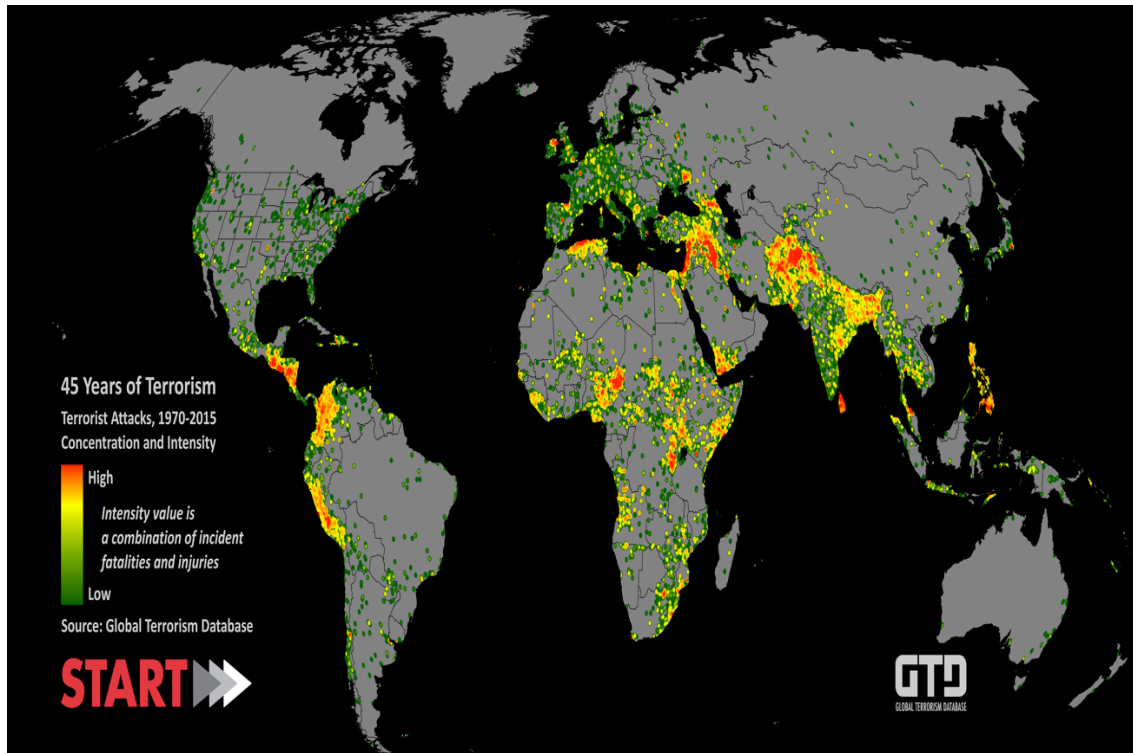 45 Years of Terrorism
Terrorist Attacks, 1970-2015
Concentration and Intensity
High
Intensity value is
a combination of incident
fatalities and injuries
Low
Source: Global Terrorism Database
START
GTD
GLOBAL TERRORISM DATABASE